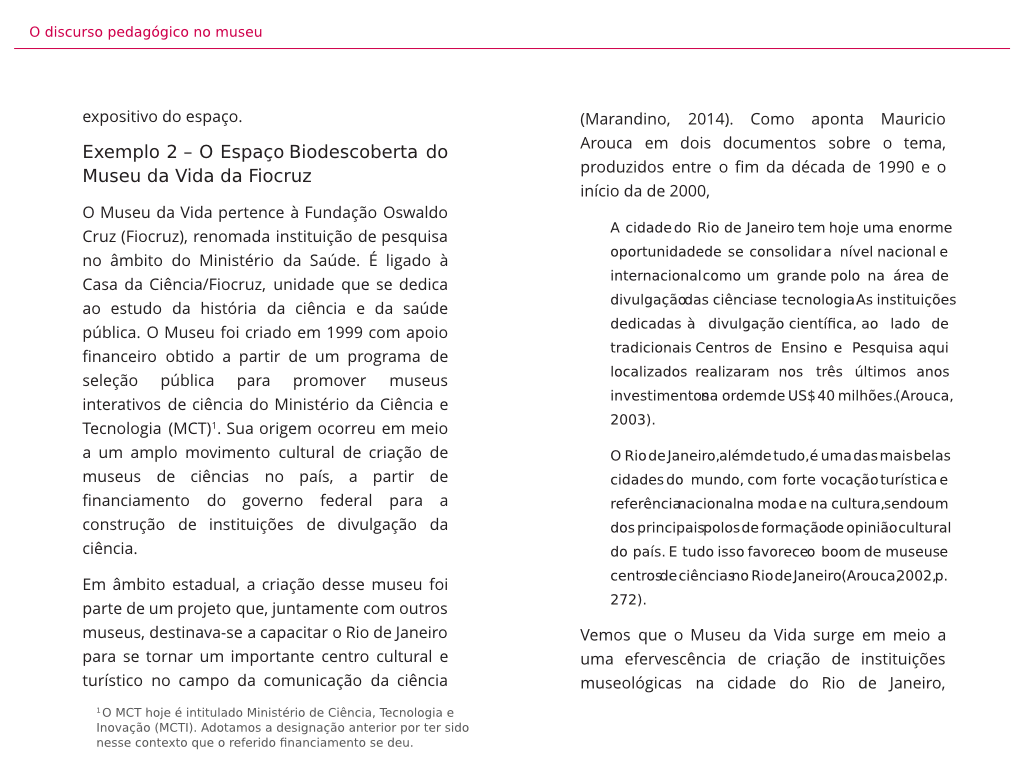 O discurso pedagógico no museu
expositivo do espaço.
Exemplo 2 – O Espaço Biodescoberta do
Museu da Vida da Fiocruz
O Museu da Vida pertence à Fundação Oswaldo
Cruz (Fiocruz), renomada instituição de pesquisa
no âmbito do Ministério da Saúde. É ligado à
Casa da Ciência/Fiocruz, unidade que se dedica
ao estudo da história da ciência e da saúde
pública. O Museu foi criado em 1999 com apoio
financeiro obtido a partir de um programa de
seleção pública para promover museus
interativos de ciência do Ministério da Ciência e
Tecnologia (MCT)¹. Sua origem ocorreu em meio
a um amplo movimento cultural de criação de
museus de ciências no país, a partir de
financiamento do governo federal para a
construção de instituições de divulgação da
ciência.
Em âmbito estadual, a criação desse museu foi
parte de um projeto que, juntamente com outros
museus, destinava-se a capacitar o Rio de Janeiro
para se tornar um importante centro cultural e
turístico no campo da comunicação da ciência
¹ O MCT hoje é intitulado Ministério de Ciência, Tecnologia e
Inovação (MCTI). Adotamos a designação anterior por ter sido
nesse contexto que o referido financiamento se deu.
(Marandino, 2014). Como aponta Mauricio
Arouca em dois documentos sobre o tema,
produzidos entre o fim da década de 1990 e o
início da de 2000,
A cidade do Rio de Janeiro tem hoje uma enorme
oportunidade de se consolidar a nível nacional e
internacional como um grande polo na área de
divulgação das ciências e tecnologia As instituições
dedicadas à divulgação científica, ao lado de
tradicionais Centros de Ensino e Pesquisa aqui
localizados realizaram nos três últimos anos
investimentos na ordem de US$ 40 milhões. (Arouca,
2003).
O Rio de Janeiro, além de tudo, é uma das mais belas
cidades do mundo, com forte vocação turística e
referência nacional na moda e na cultura, sendo um
dos principais polos de formação de opinião cultural
do país. E tudo isso favorece o boom de museus e
centros de ciências no Rio de Janeiro (Arouca, 2002, p.
272).
Vemos que o Museu da Vida surge em meio a
uma efervescência de criação de instituições
museológicas na cidade do Rio de Janeiro,